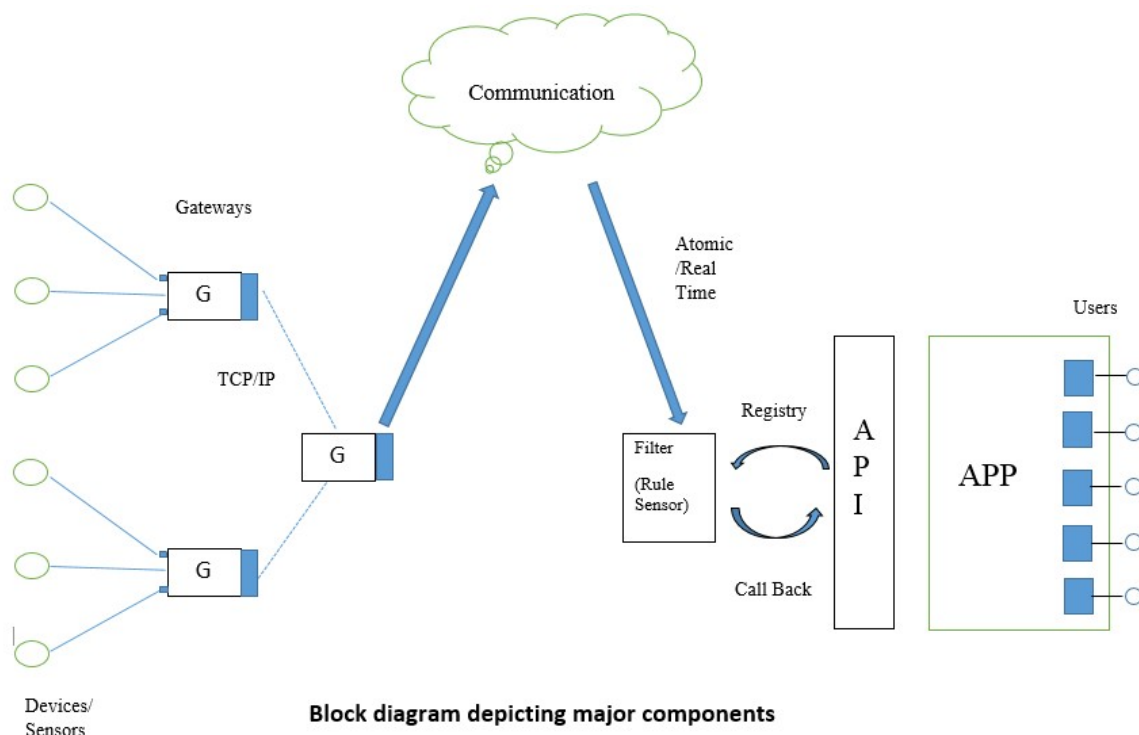 Communication
Gateways
G
TCP/IP
G
G
Devices/
Sensors
Atomic
/Real
Time
Filter
(Rule
Sensor)
Registry
Call Back
A
P
I
APP
Users
Block diagram depicting major components